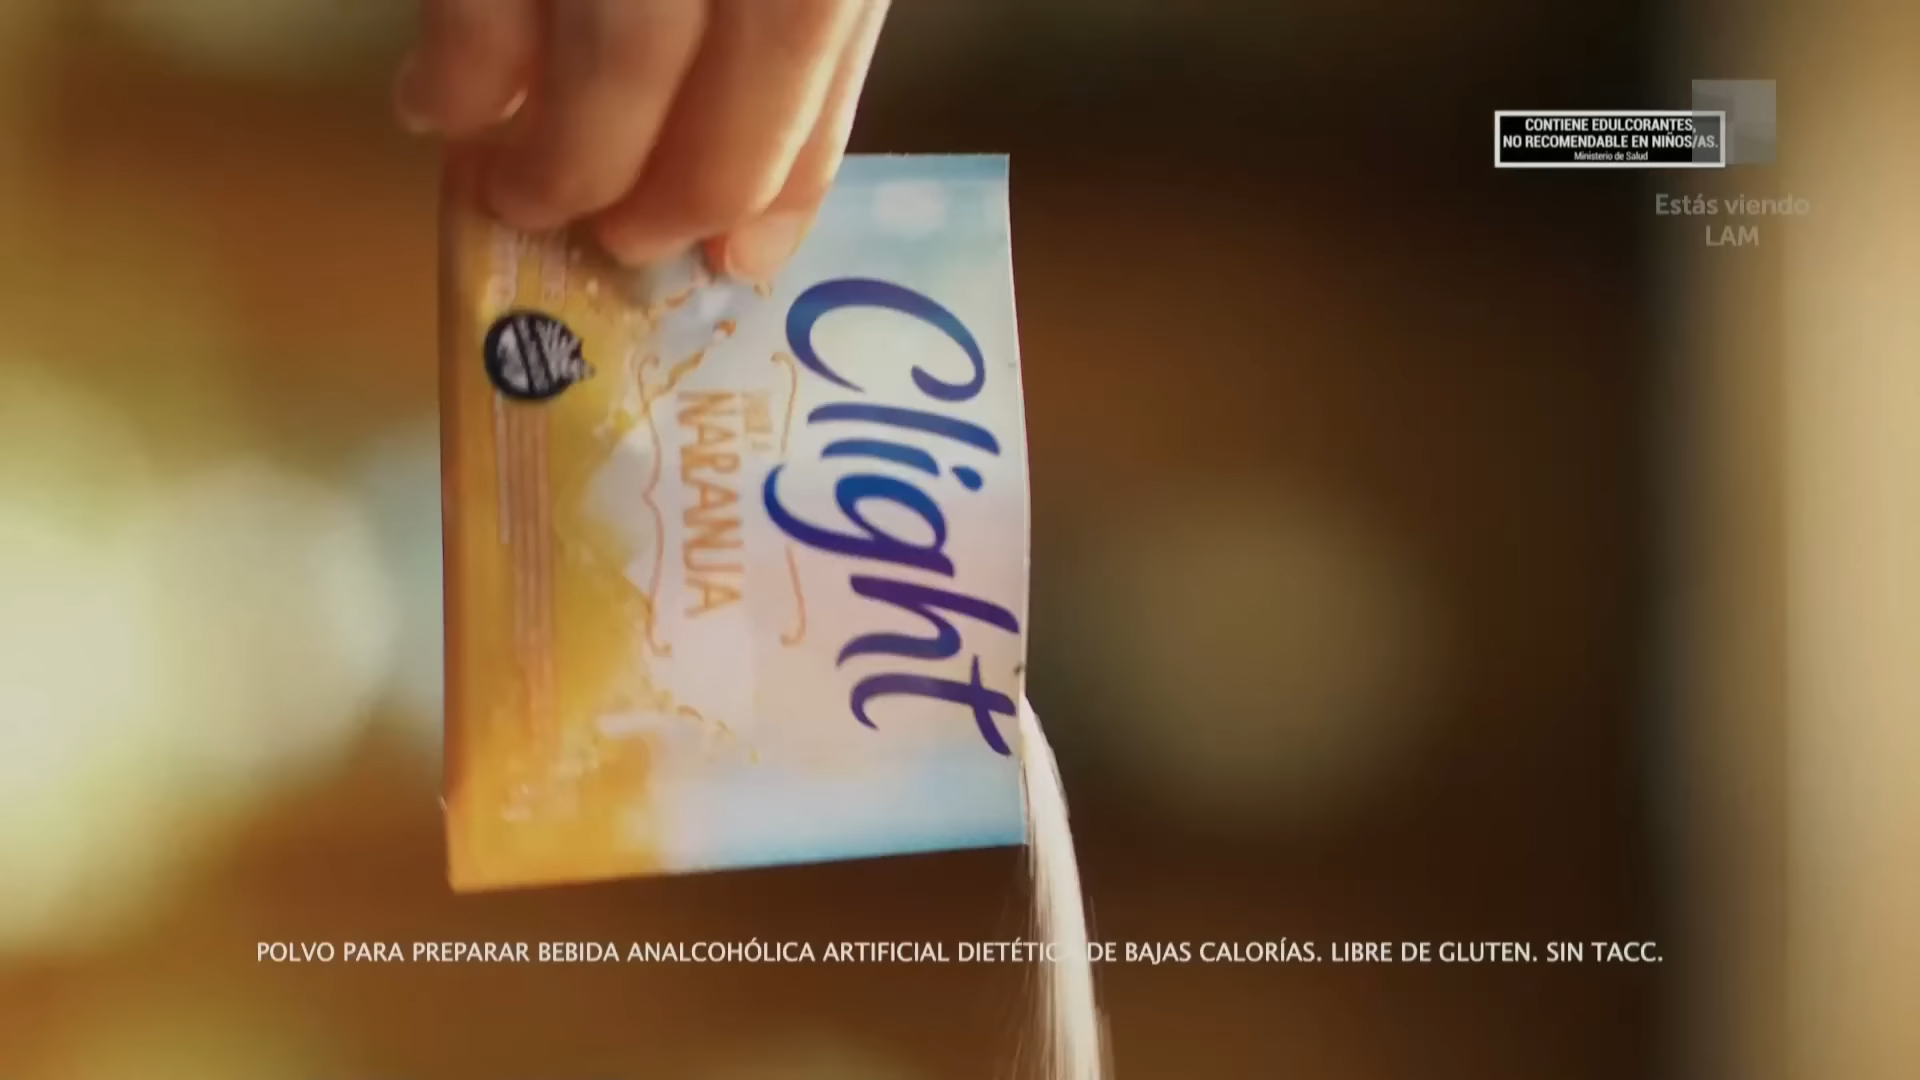 CONTIENE EDULCORANTES,
NO RECOMENDABLE EN NIÑOS/AS.
Ministerio de Salud
Estás viendo
LAM
Clight
NARANJA
POLVO PARA PREPARAR BEBIDA ANALCOHÓLICA ARTIFICIAL DIETÉTICA DE BAJAS CALORÍAS. LIBRE DE GLUTEN. SIN TACC.